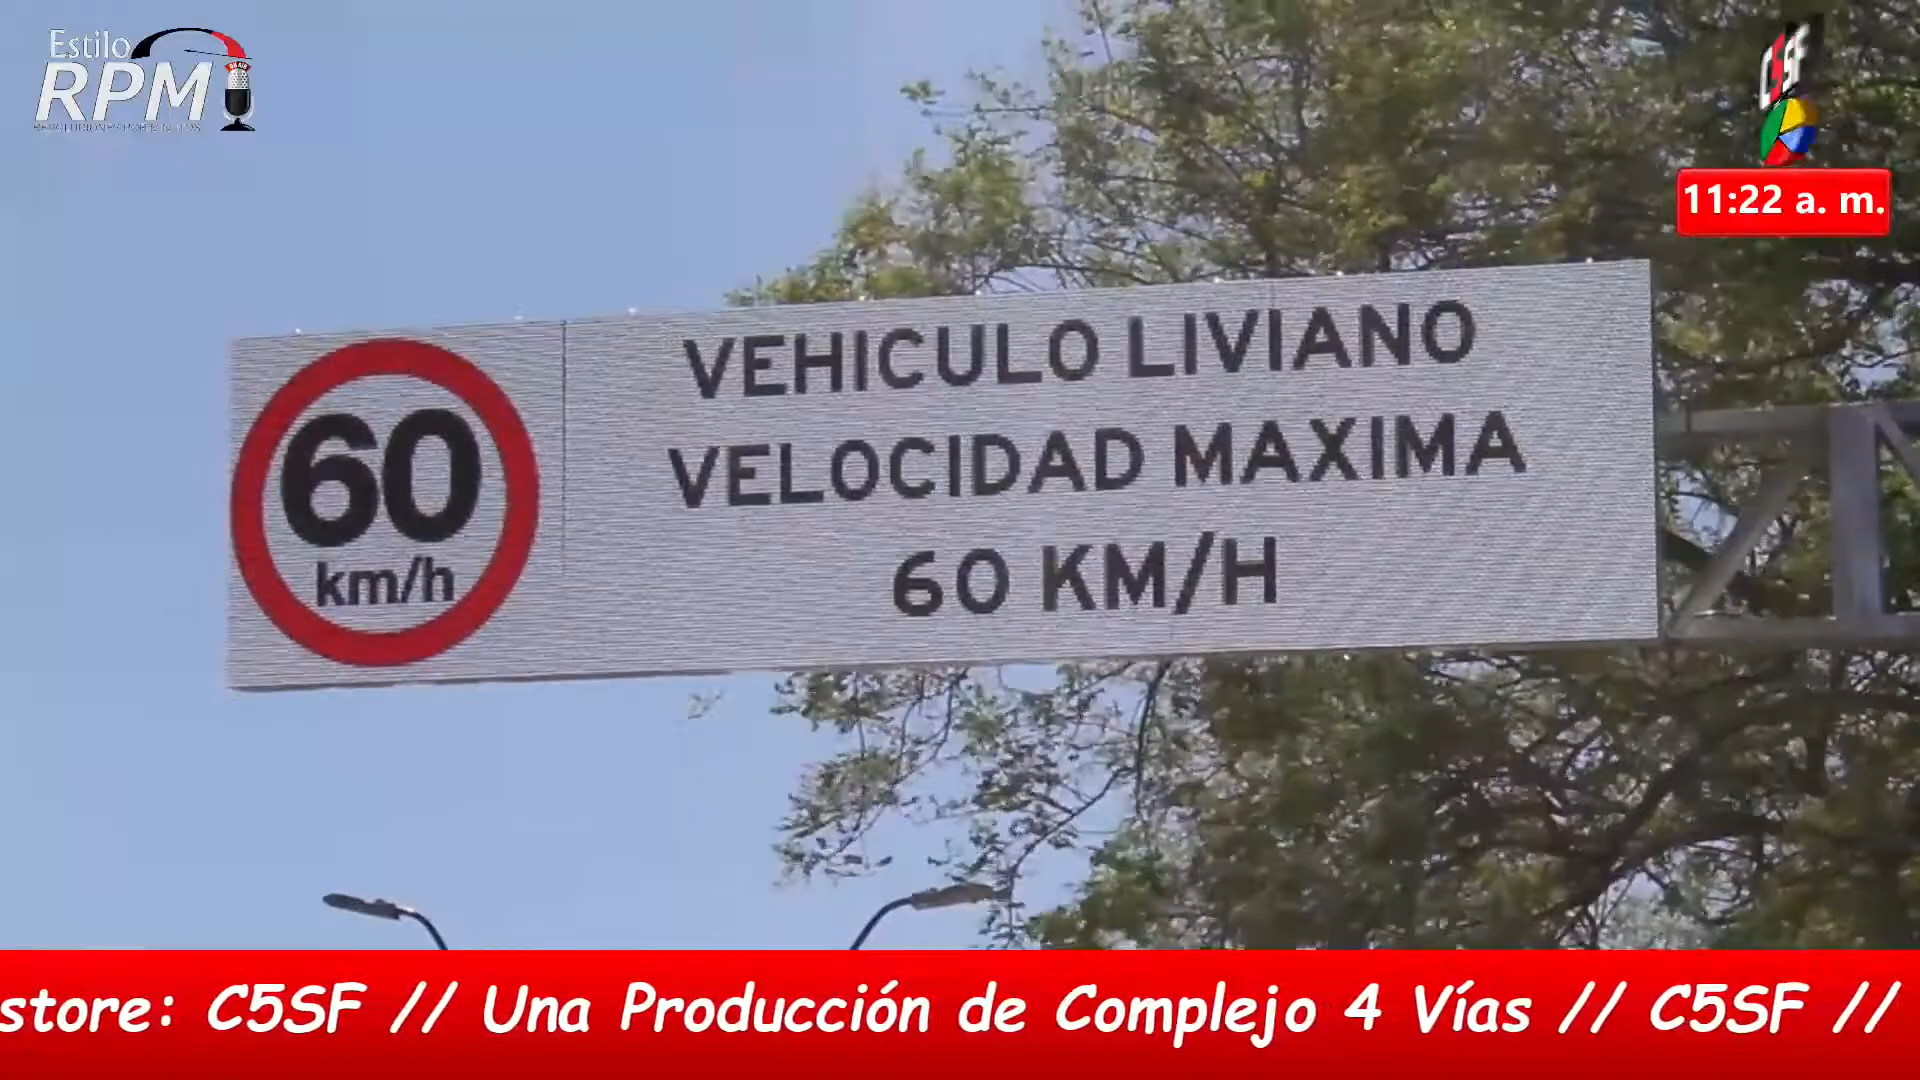 Estilo
RPM
C5SF
11:22 a. m.
VEHICULO LIVIANO
VELOCIDAD MAXIMA
60 KM/H
60
km/h
store: C5SF // Una Producción de Complejo 4 Vías // C5SF //